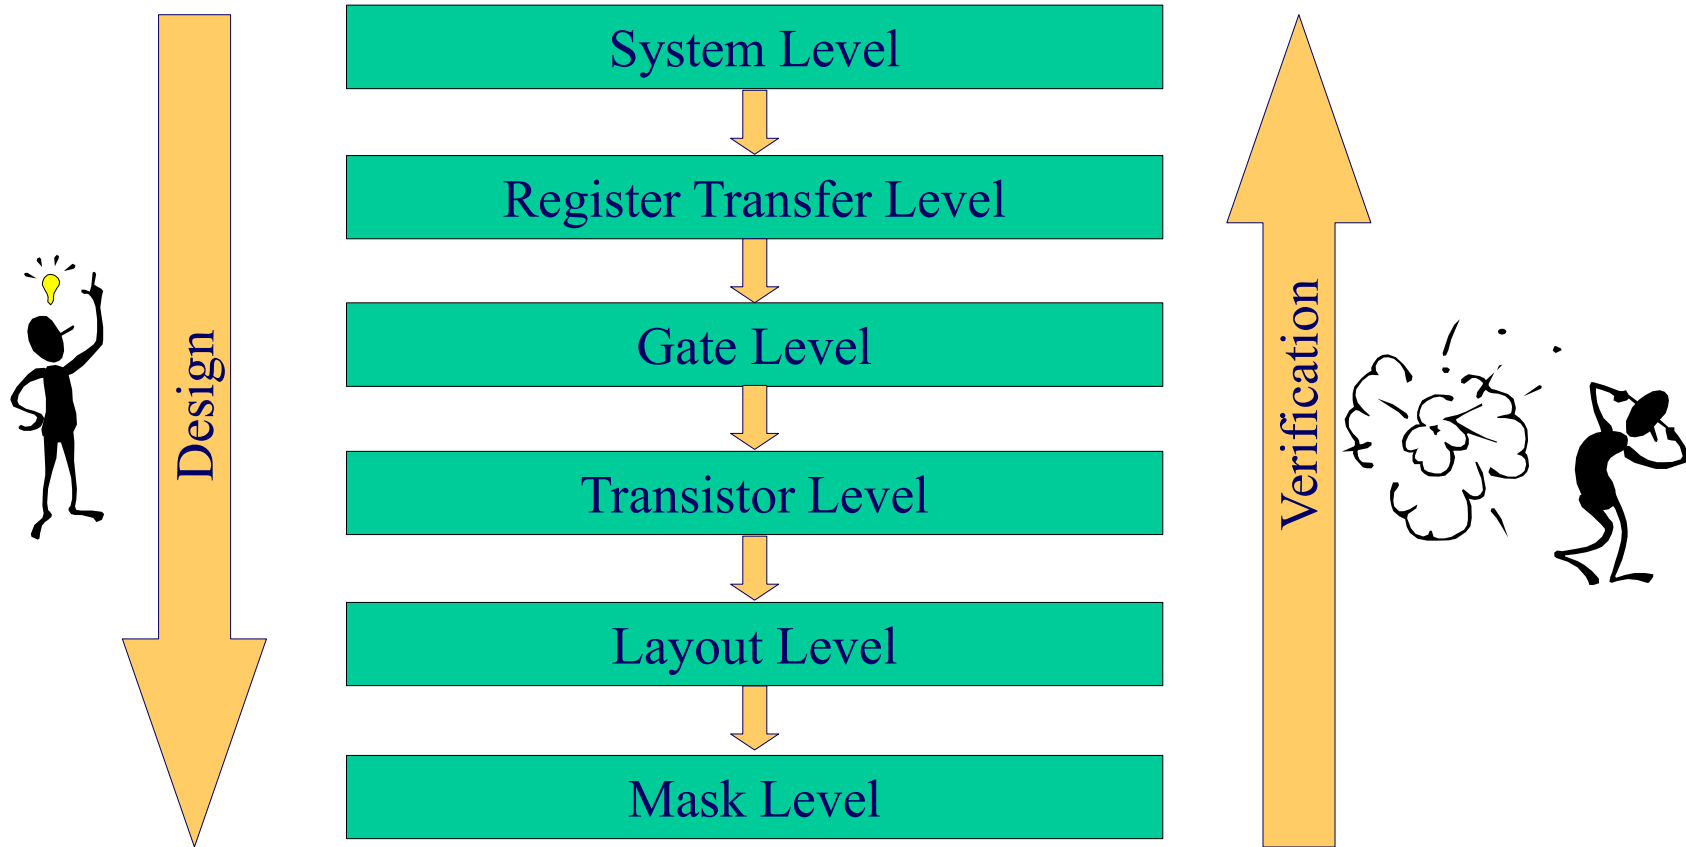 System Level
Register Transfer Level
Gate Level
Transistor Level
Layout Level
Mask Level
Design
Verification